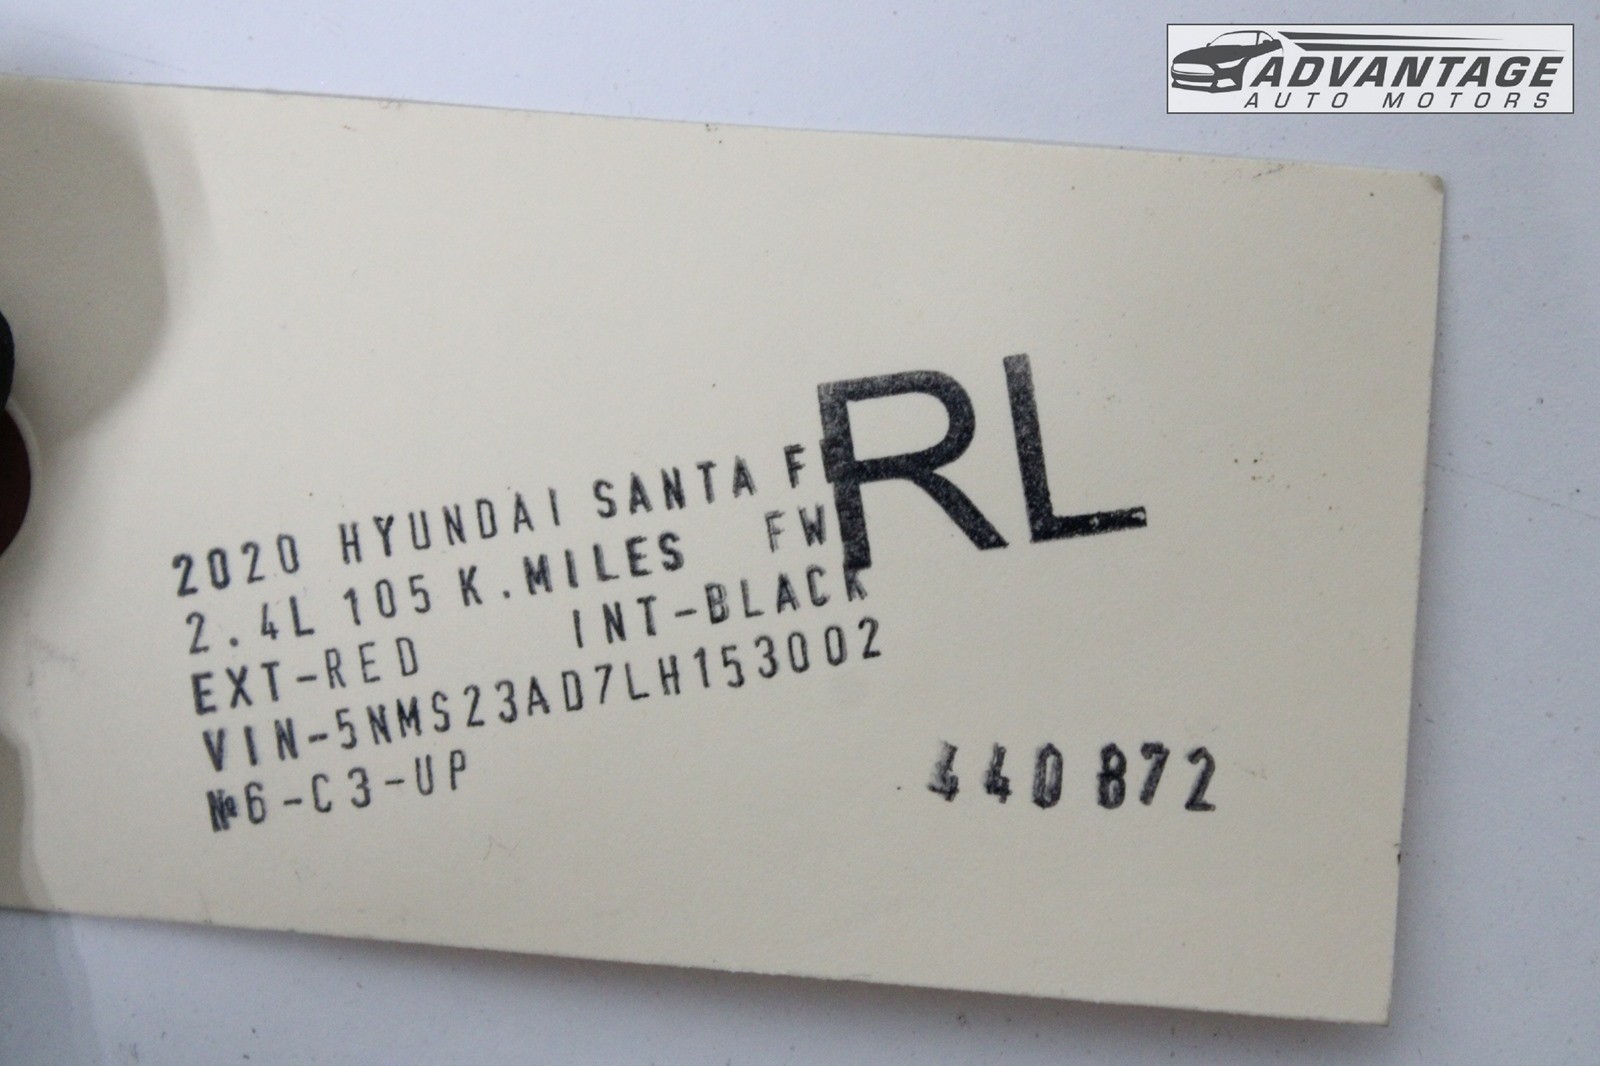 ADVANTAGE
AUTO MOTORS
RL
2020 HYUNDAI SANTA F
2.4L 105 K.MILES FW
EXT-RED INT-BLACK
VIN-5NMS23AD7LH153002
№6-C3-UP
440872